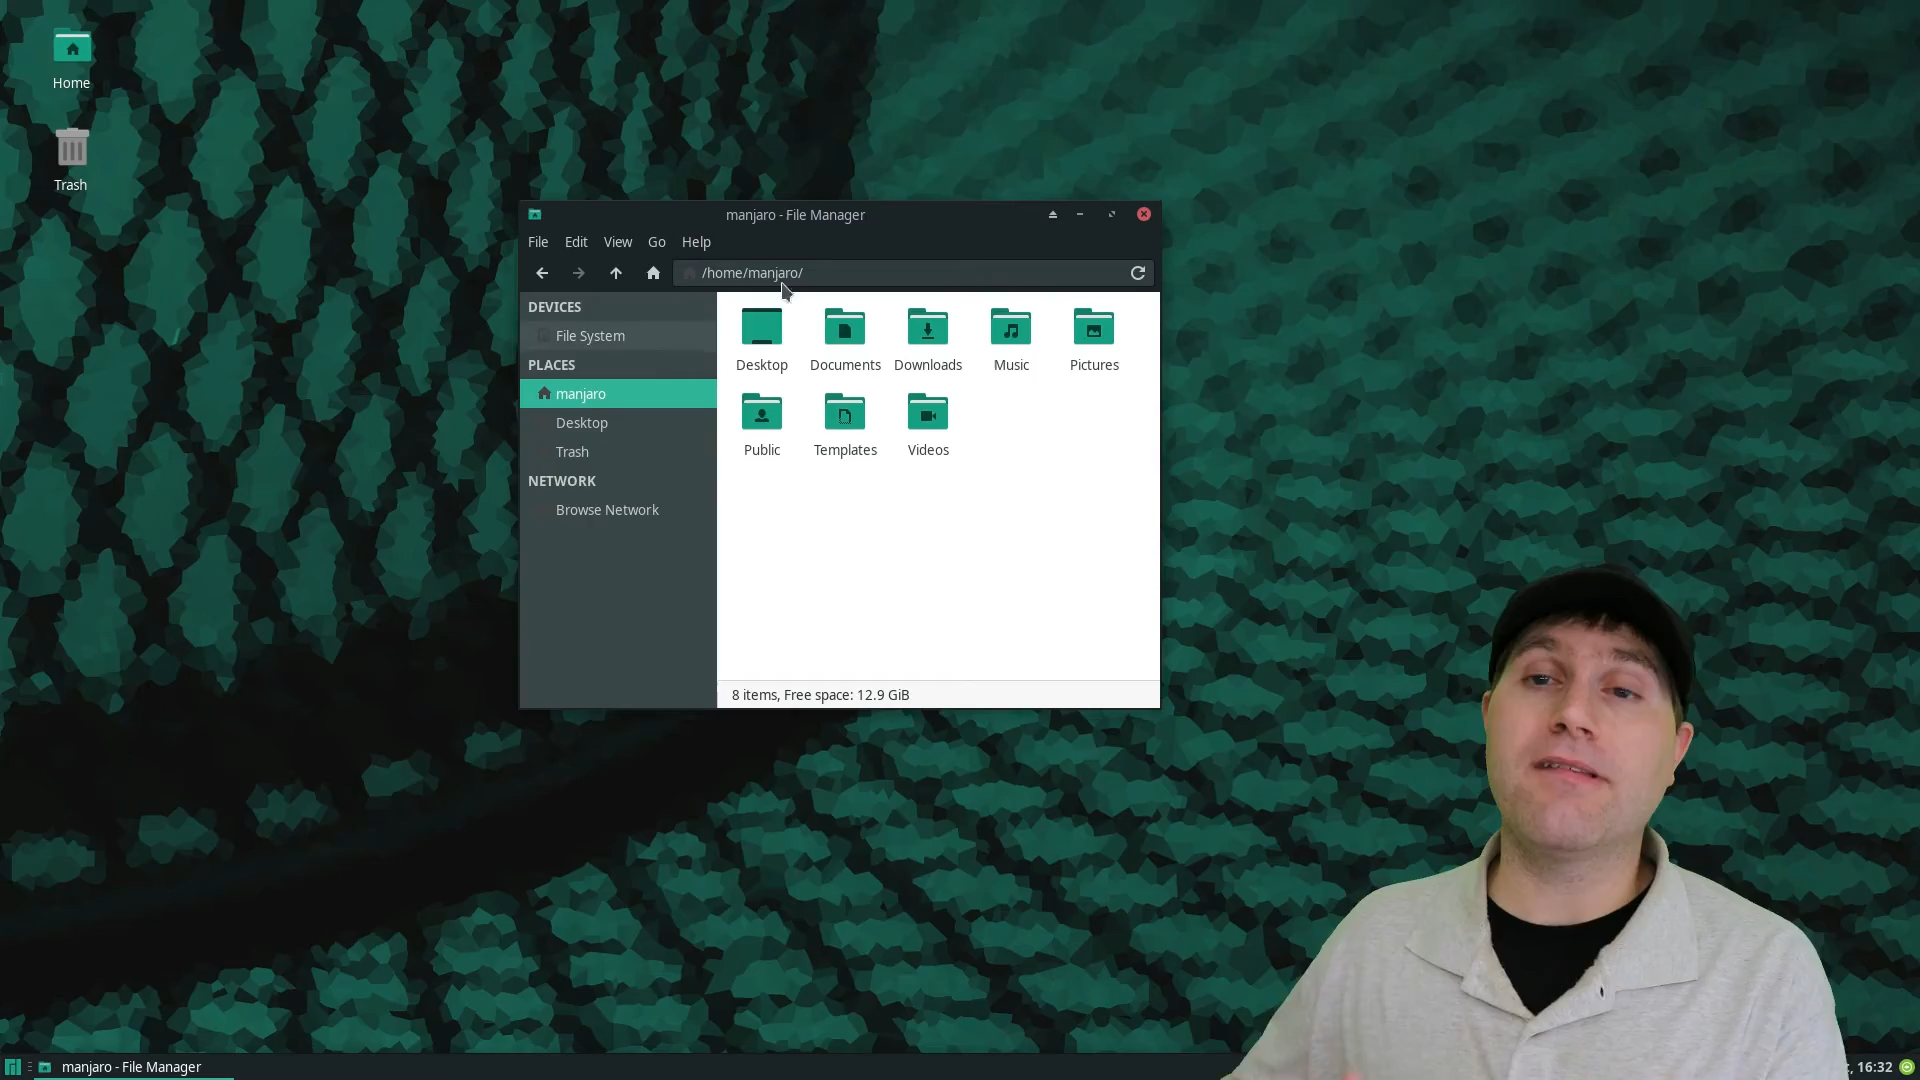 Home
Trash
manjaro - File Manager
File Edit View Go Help
/home/manjaro/
DEVICES
File System
PLACES
manjaro
Desktop
Trash
NETWORK
Browse Network
Desktop Documents Downloads Music Pictures
Public Templates Videos
8 items, Free space: 12.9 GiB
manjaro - File Manager
, 16:32